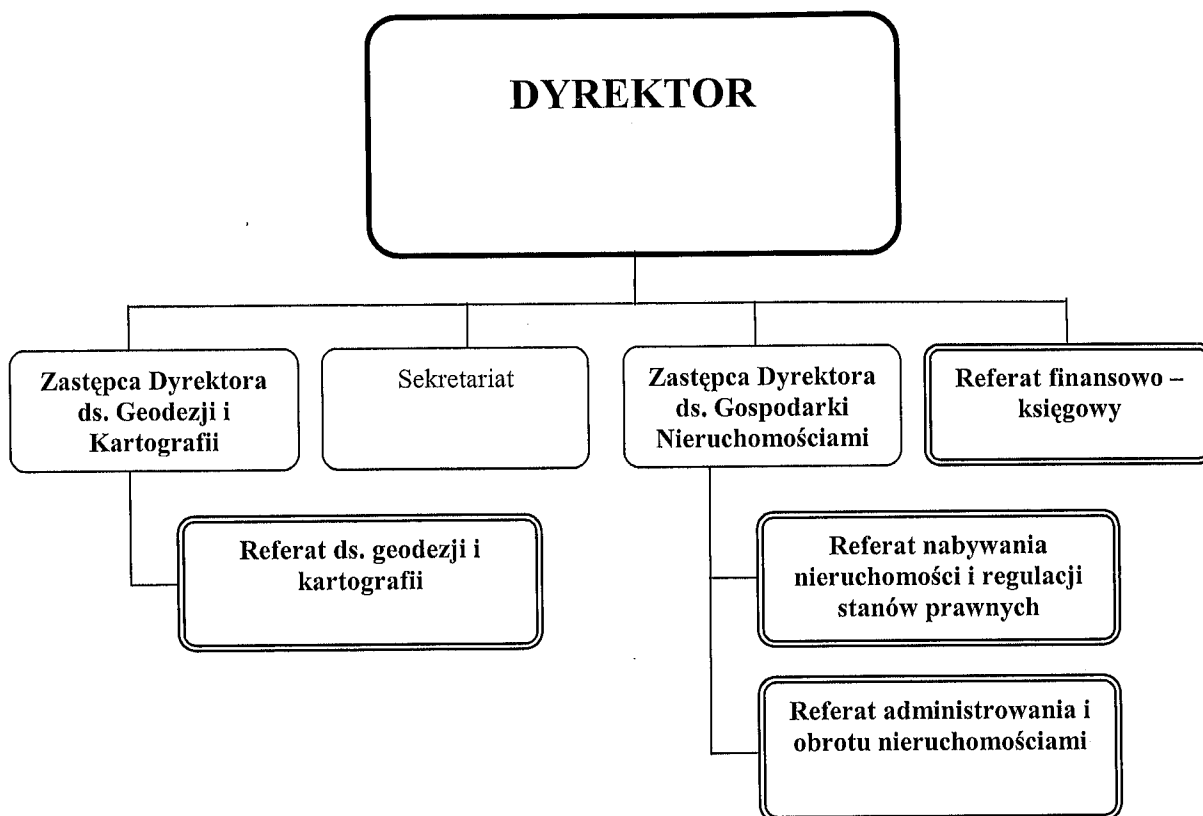 DYREKTOR
Zastępca Dyrektora
ds. Geodezji i
Kartografii
Sekretariat
Zastępca Dyrektora
ds. Gospodarki
Nieruchomościami
Referat finansowo –
księgowy
Referat ds. geodezji i
kartografii
Referat nabywania
nieruchomości i regulacji
stanów prawnych
Referat administrowania i
obrotu nieruchomościami